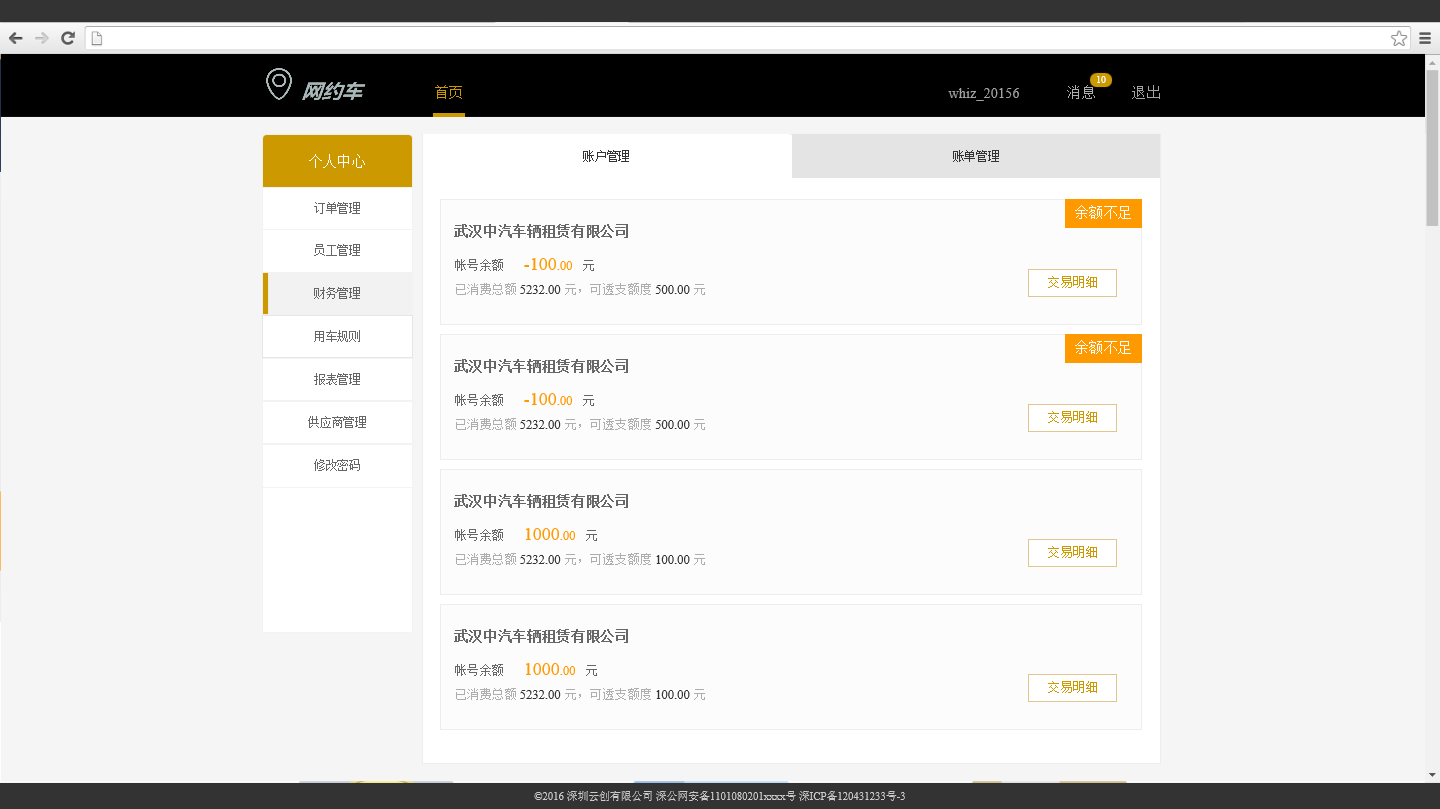 网约车
首页
whiz_20156
消息
10
退出
个人中心
订单管理
员工管理
财务管理
用车规则
报表管理
供应商管理
修改密码
账户管理
账单管理
余额不足
武汉中汽车辆租赁有限公司
帐号余额 -100.00 元
已消费总额 5232.00 元，可透支额度 500.00 元
交易明细
余额不足
武汉中汽车辆租赁有限公司
帐号余额 -100.00 元
已消费总额 5232.00 元，可透支额度 500.00 元
交易明细
武汉中汽车辆租赁有限公司
帐号余额 1000.00 元
已消费总额 5232.00 元，可透支额度 100.00 元
交易明细
武汉中汽车辆租赁有限公司
帐号余额 1000.00 元
已消费总额 5232.00 元，可透支额度 100.00 元
交易明细
©2016 深圳云创有限公司 深公网安备1101080201xxxx号 深ICP备120431233号-3